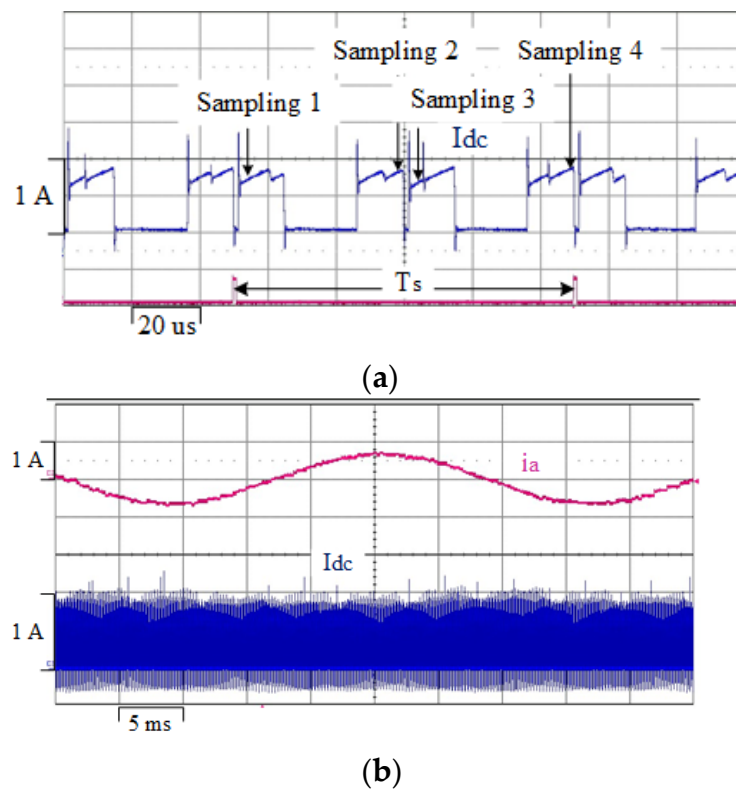 Sampling 2
Sampling 4
Sampling 1
Sampling 3
Idc
1 A
Ts
20 us
(a)
1 A
ia
Idc
1 A
5 ms
(b)